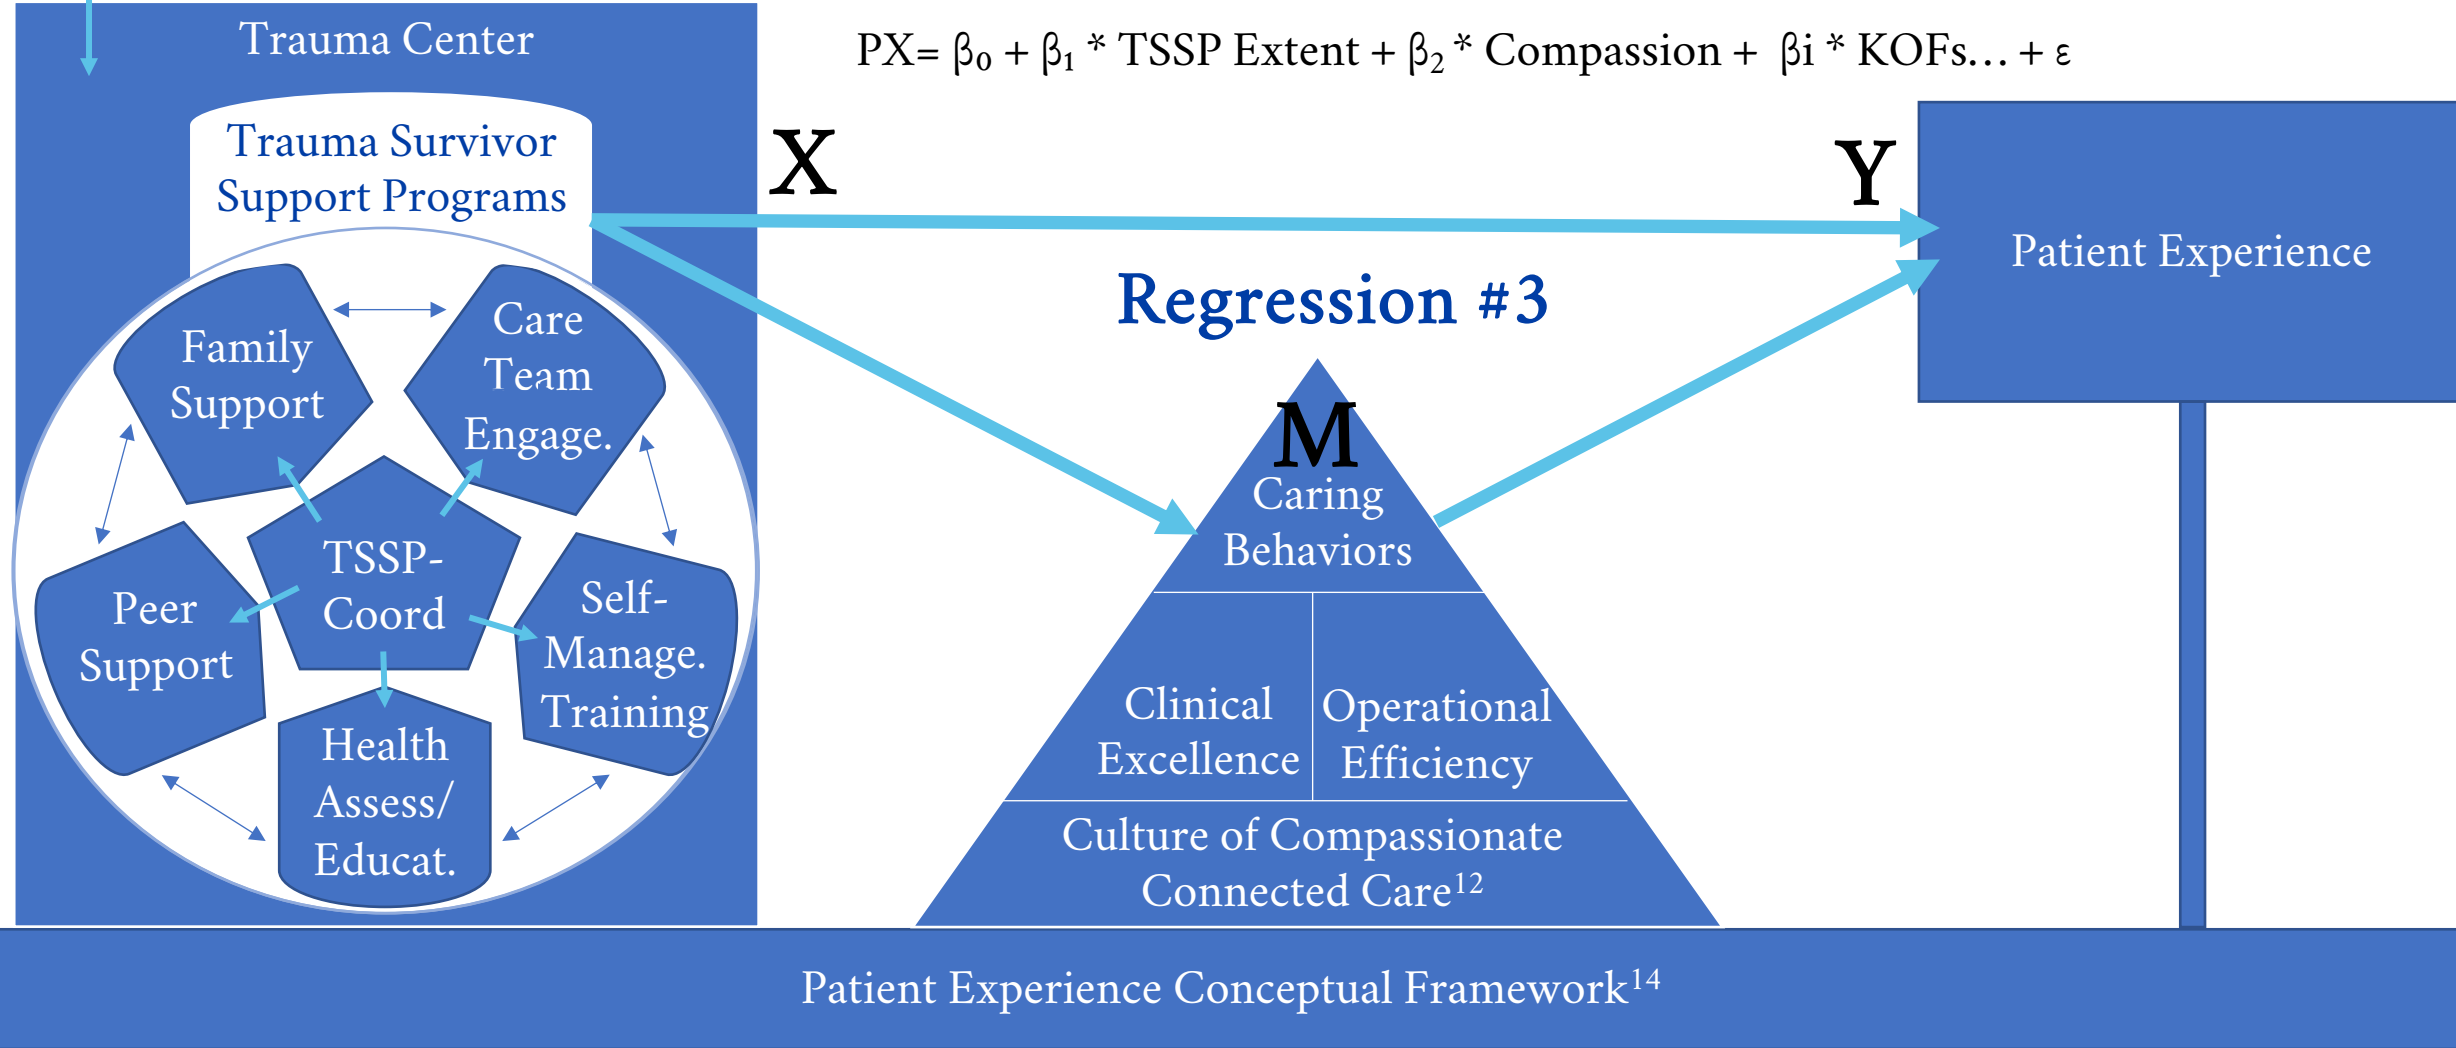 Trauma Center
PX= β₀ + β₁ * TSSP Extent + β₂ * Compassion + βi * KOFs... + ε
Trauma Survivor
Support Programs
X
Y
Patient Experience
Regression #3
Family
Support
Care
Team
Engage.
TSSP-
Coord
Peer
Support
Self-
Manage.
Training
Health
Assess/
Educat.
M
Caring
Behaviors
Clinical
Excellence
Operational
Efficiency
Culture of Compassionate
Connected Care¹²
Patient Experience Conceptual Framework¹⁴